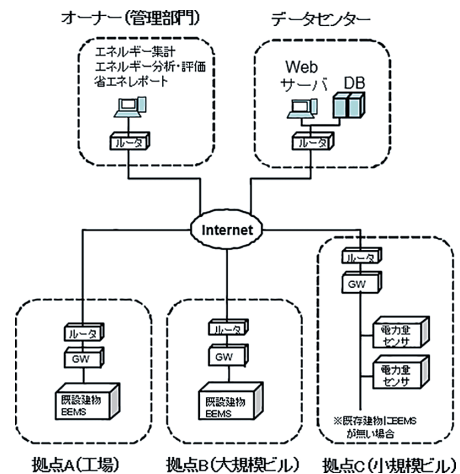 オーナー(管理部門)
エネルギー集計
エネルギー分析・評価
省エネレポート
ルータ
データセンター
Web
サーバ
DB
ルータ
Internet
ルータ
GW
既設建物
BEMS
拠点A(工場)
ルータ
GW
既設建物
BEMS
拠点B(大規模ビル)
ルータ
GW
電力量
センサ
電力量
センサ
※既存建物にBEMS
が無い場合
拠点C(小規模ビル)